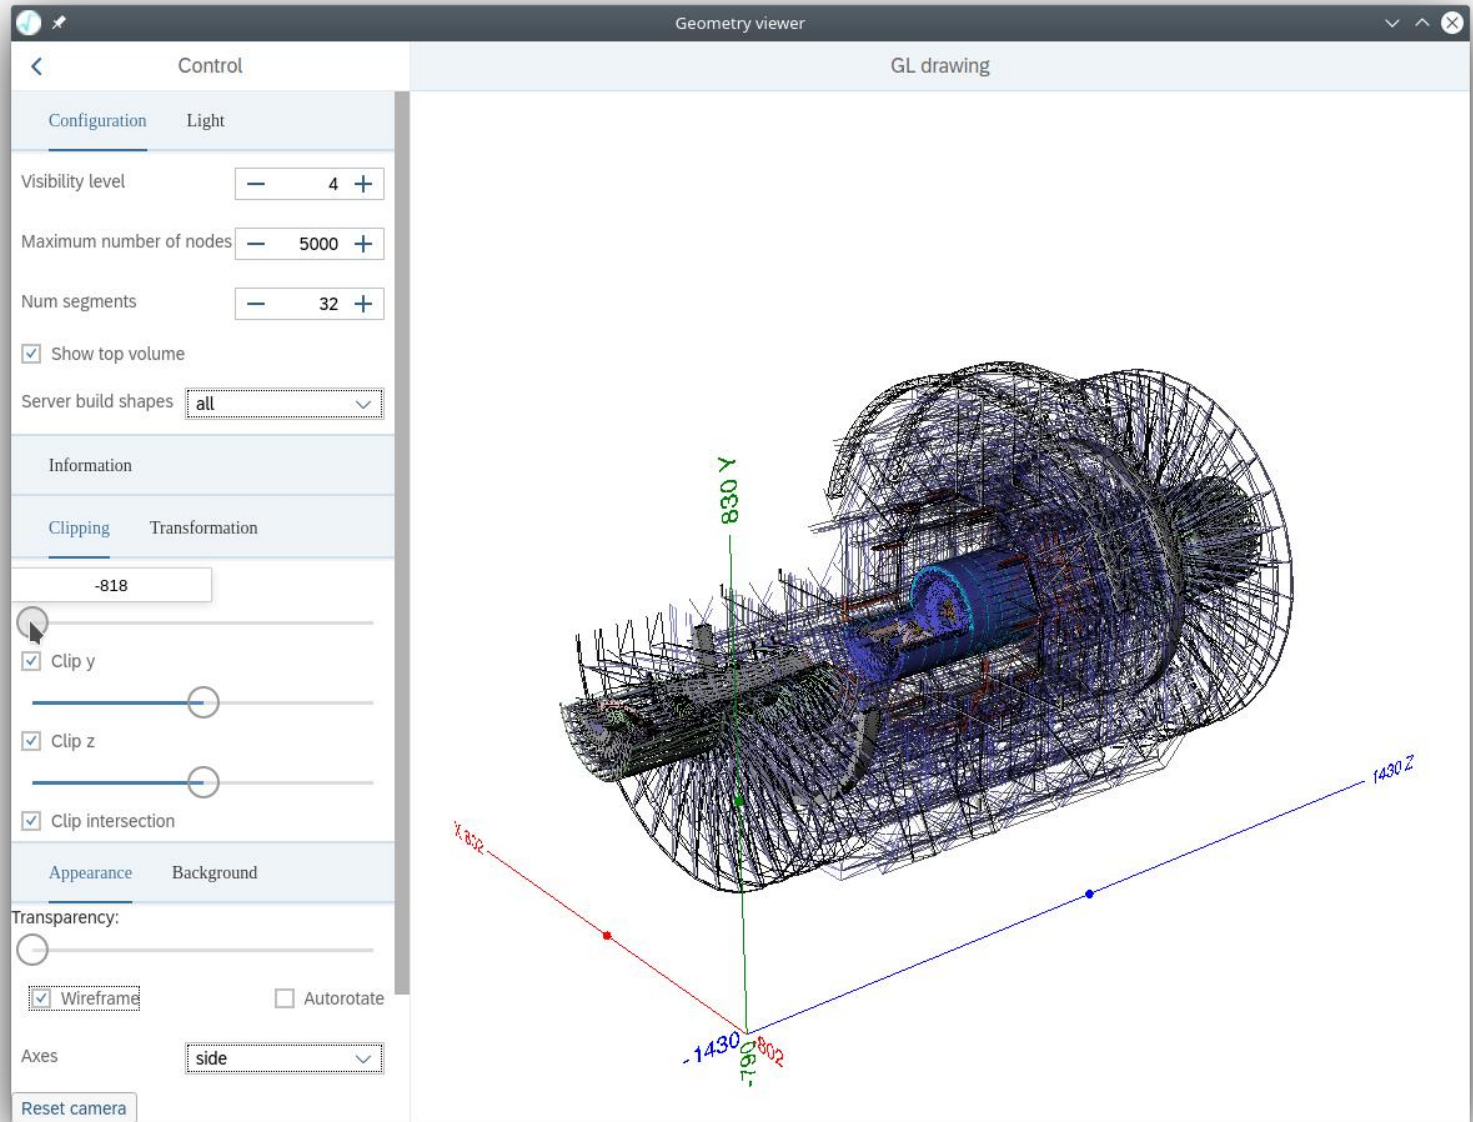 Geometry viewer
Control
GL drawing
Configuration Light
Visibility level 4
Maximum number of nodes 5000
Num segments 32
Show top volume
Server build shapes all
Information
Clipping Transformation
-818
Clip y
Clip z
Clip intersection
Appearance Background
Transparency:
Wireframe Autorotate
Axes side
Reset camera
830 Y
X 832
1430 Z
-1430
-790
-802